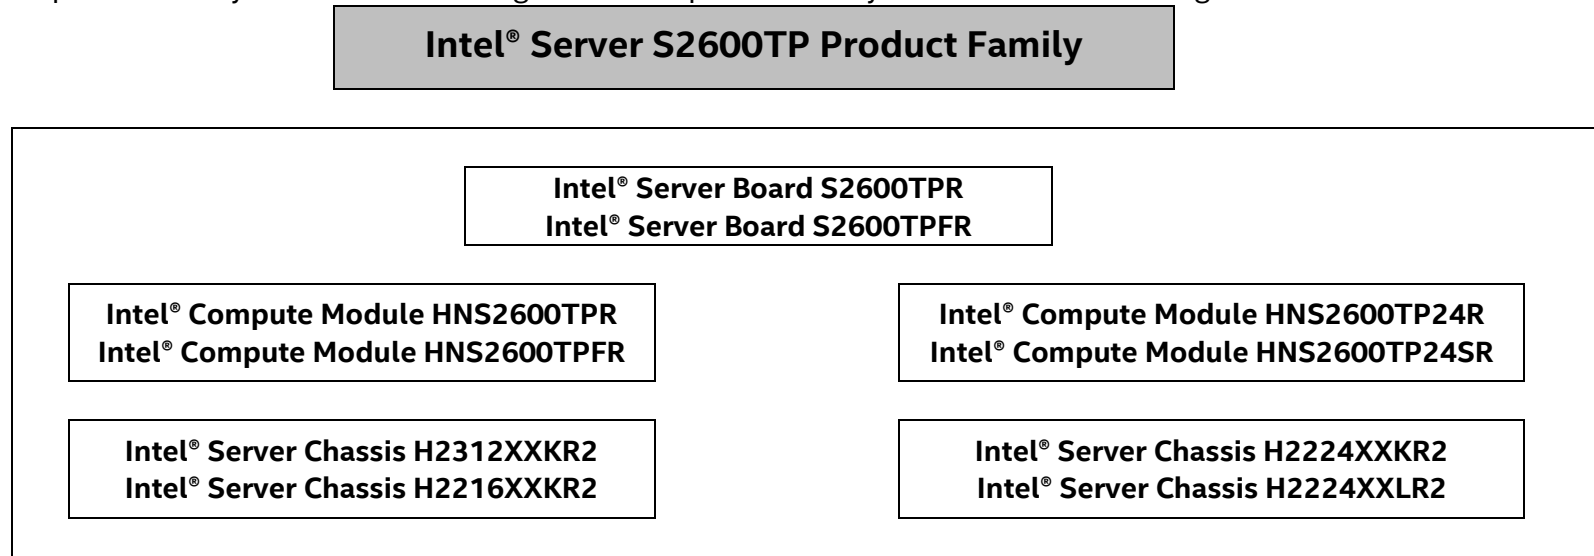 Intel® Server S2600TP Product Family
Intel® Server Board S2600TPR
Intel® Server Board S2600TPFR
Intel® Compute Module HNS2600TPR
Intel® Compute Module HNS2600TPFR
Intel® Compute Module HNS2600TP24R
Intel® Compute Module HNS2600TP24SR
Intel® Server Chassis H2312XXKR2
Intel® Server Chassis H2216XXKR2
Intel® Server Chassis H2224XXKR2
Intel® Server Chassis H2224XXLR2